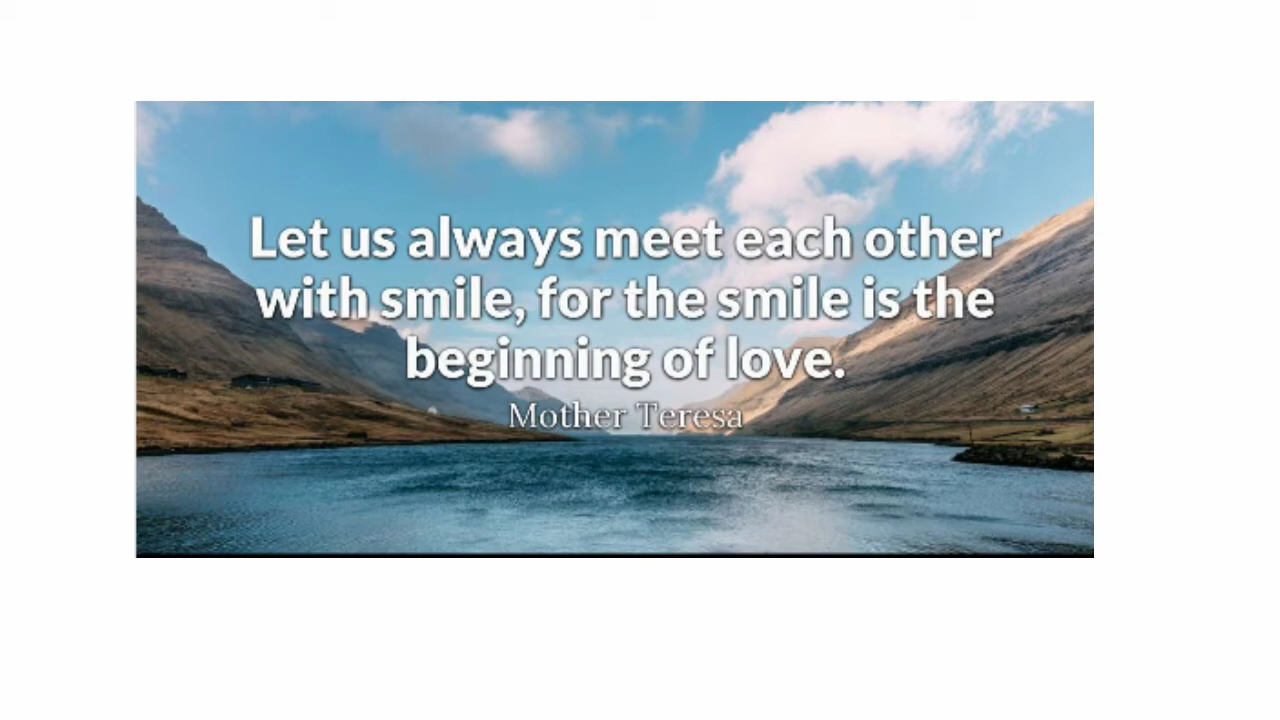 Let us always meet each other
with smile, for the smile is the
beginning of love.
Mother Teresa